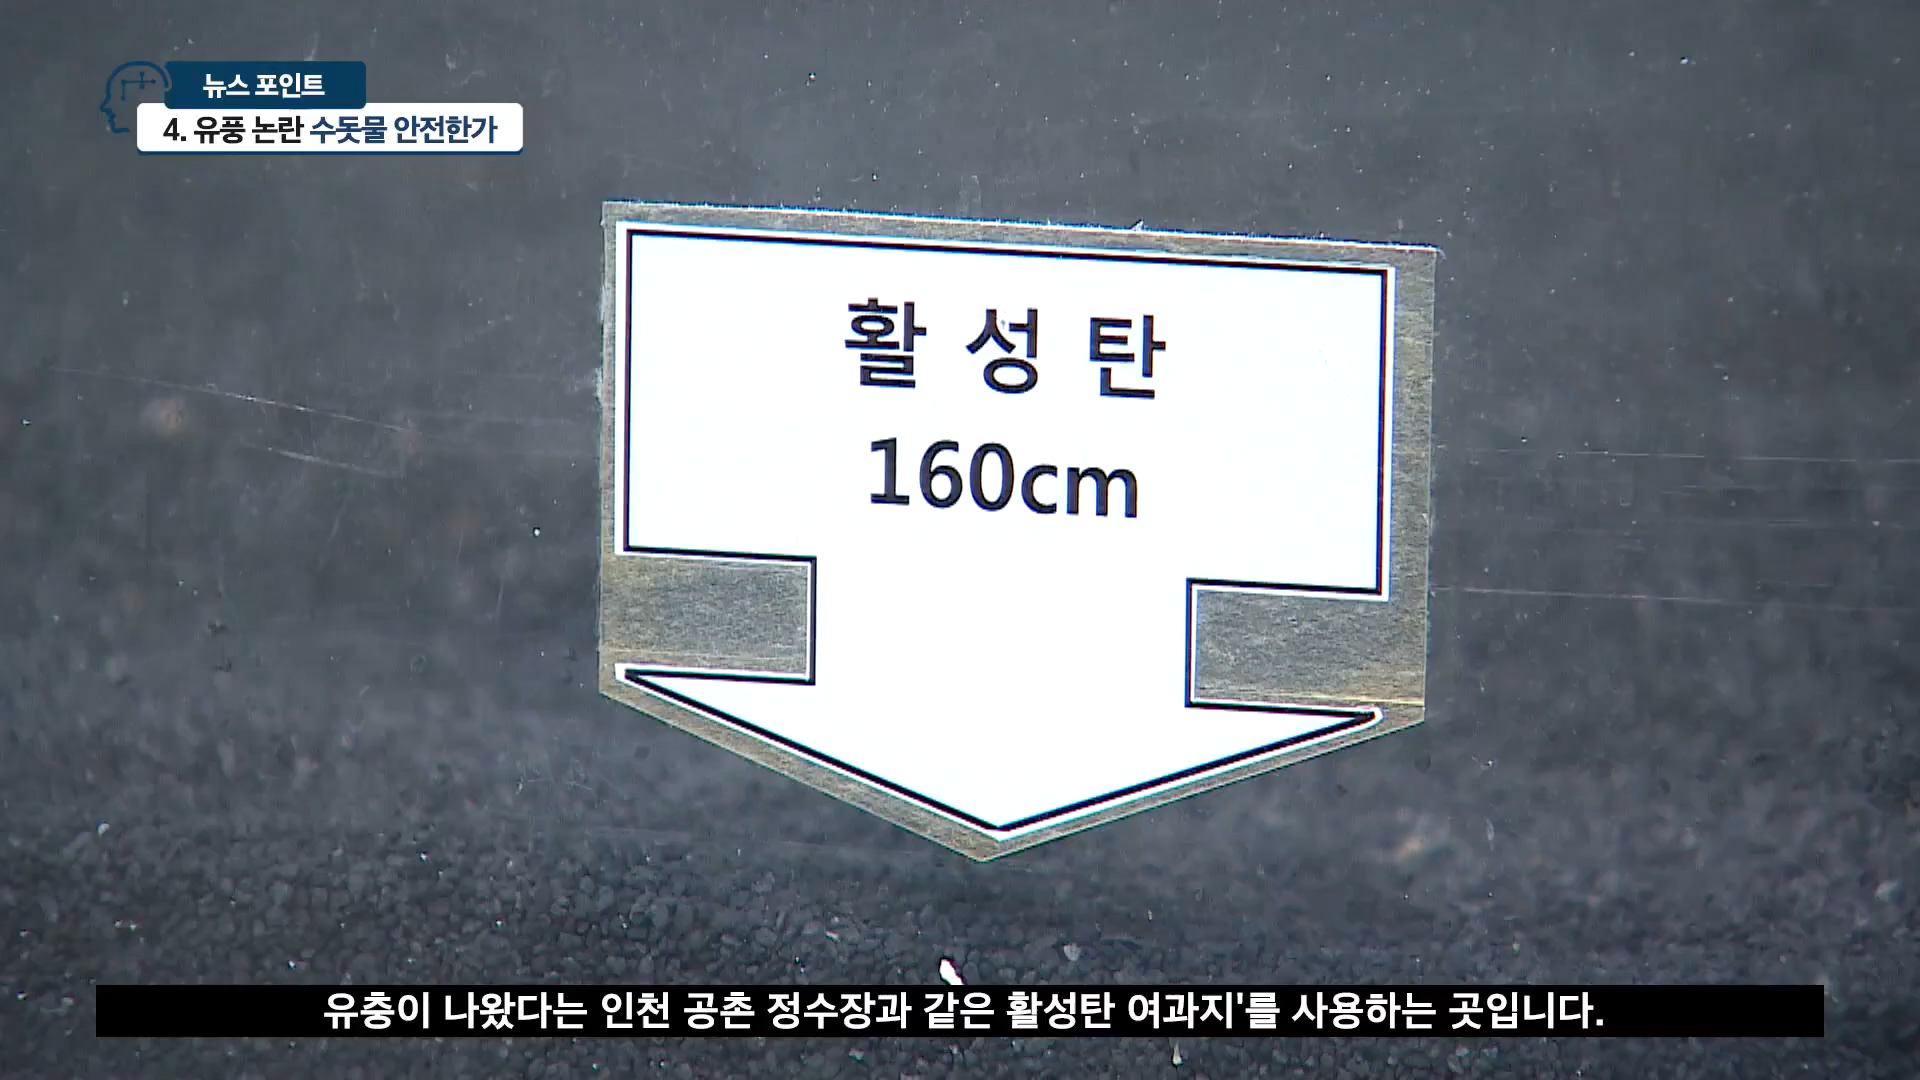 뉴스 포인트
4. 유풍 논란 수돗물 안전한가
활 성 탄
160cm
유충이 나왔다는 인천 공촌 정수장과 같은 활성탄 여과지'를 사용하는 곳입니다.